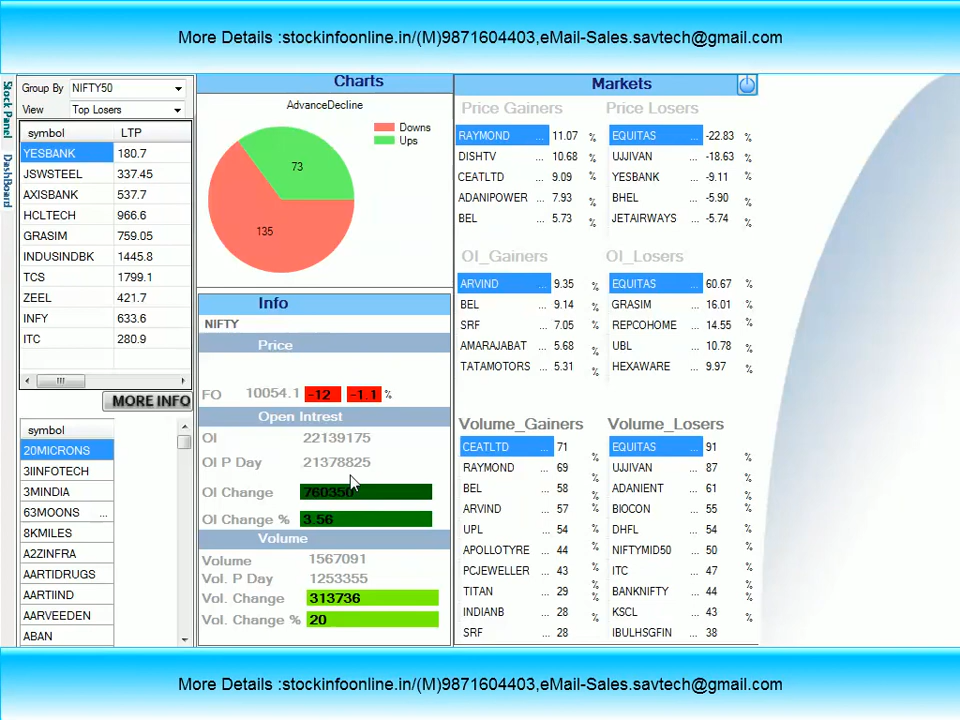 More Details :stockinfoonline.in/(M)9871604403,eMail-Sales.savtech@gmail.com
Stock Panel
DashBoard
Group By NIFTY50
View Top Losers
symbol LTP
YESBANK 180.7
JSWSTEEL 337.45
AXISBANK 537.7
HCLTECH 966.6
GRASIM 759.05
INDUSINDBK 1445.8
TCS 1799.1
ZEEL 421.7
INFY 633.6
ITC 280.9
MORE INFO
symbol
20MICRONS
3IINFOTECH
3MINDIA
63MOONS ...
8KMILES
A2ZINFRA
AARTIDRUGS
AARTIIND
AARVEEDEN
ABAN
Charts
AdvanceDecline
Downs
Ups
73
135
Info
NIFTY
Price
FO 10054.1 -12 -1.1 %
Open Intrest
OI 22139175
OI P Day 21378825
OI Change 760350
OI Change % 3.56
Volume
Volume 1567091
Vol. P Day 1253355
Vol. Change 313736
Vol. Change % 20
Markets
Price Gainers Price Losers
RAYMOND ... 11.07 % EQUITAS ... -22.83 %
DISHTV ... 10.68 % UJJIVAN ... -18.63 %
CEATLTD ... 9.09 % YESBANK ... -9.11 %
ADANIPOWER ... 7.93 % BHEL ... -5.90 %
BEL ... 5.73 % JETAIRWAYS ... -5.74 %
OI_Gainers OI_Losers
ARVIND ... 9.35 % EQUITAS ... 60.67 %
BEL ... 9.14 % GRASIM ... 16.01 %
SRF ... 7.05 % REPCOHOME ... 14.55 %
AMARAJABAT ... 5.68 % UBL ... 10.78 %
TATAMOTORS ... 5.31 % HEXAWARE ... 9.97 %
Volume_Gainers Volume_Losers
CEATLTD ... 71 % EQUITAS ... 91 %
RAYMOND ... 69 % UJJIVAN ... 87 %
BEL ... 58 % ADANIENT ... 61 %
ARVIND ... 57 % BIOCON ... 55 %
UPL ... 54 % DHFL ... 54 %
APOLLOTYRE ... 44 % NIFTYMID50 ... 50 %
PCJEWELLER ... 43 % ITC ... 47 %
TITAN ... 29 % BANKNIFTY ... 44 %
INDIANB ... 28 % KSCL ... 43 %
SRF ... 28 % IBULHSGFIN ... 38 %
More Details :stockinfoonline.in/(M)9871604403,eMail-Sales.savtech@gmail.com